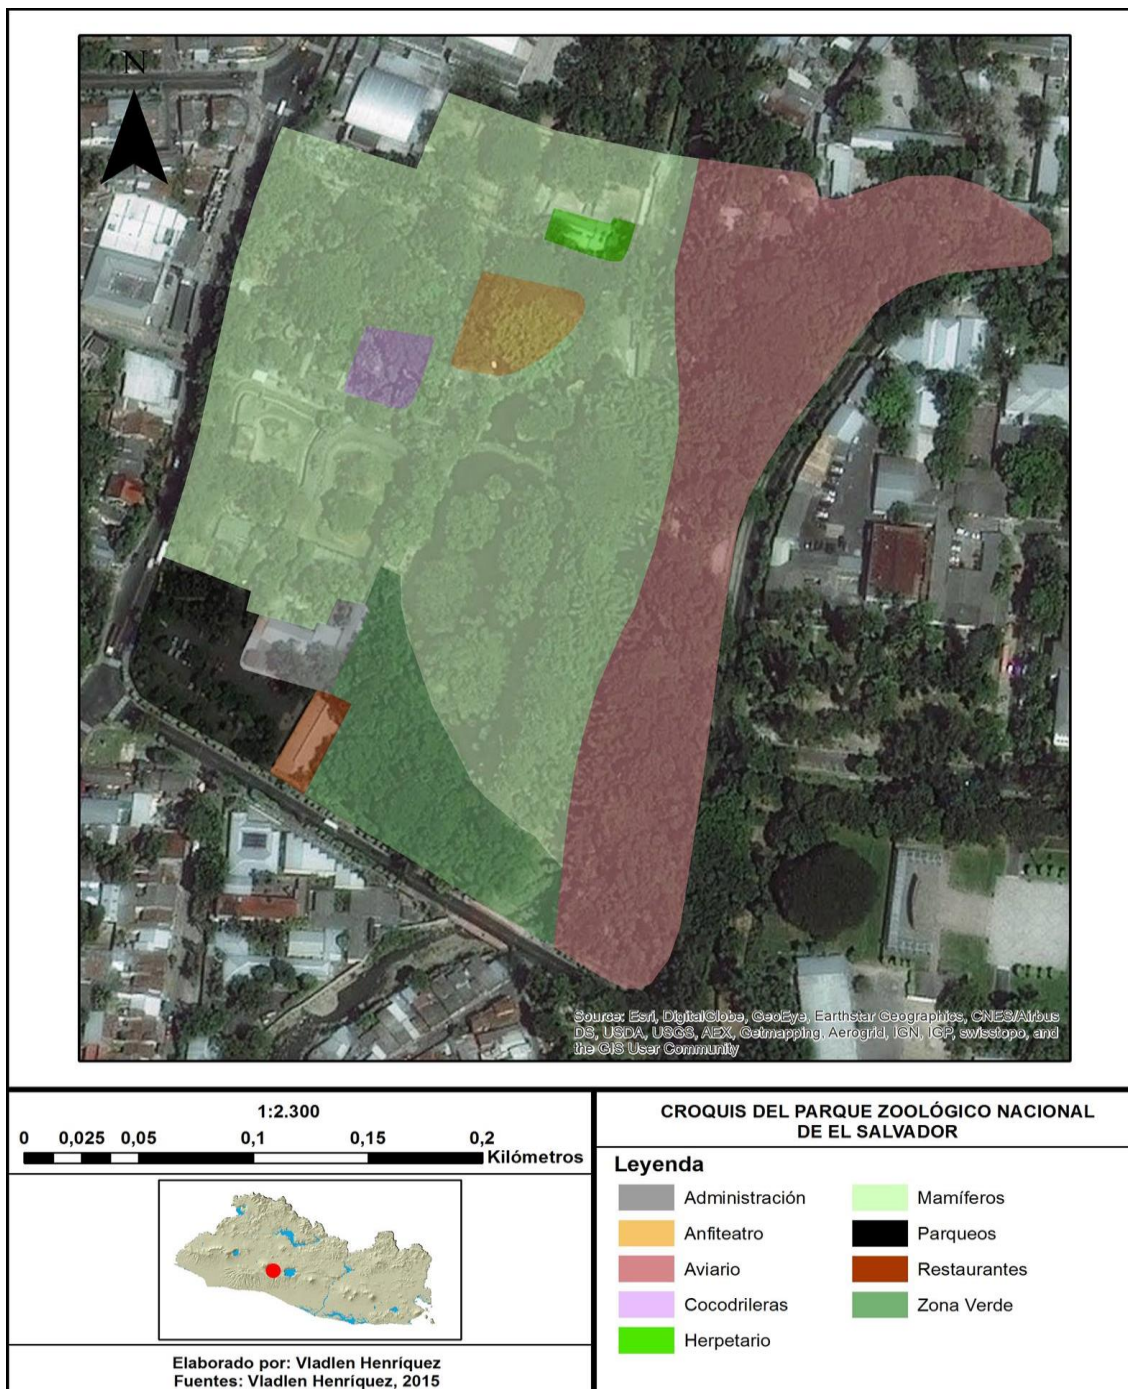 N
Source: Esri, DigitalGlobe, GeoEye, Earthstar Geographics, CNES/Airbus
DS, USDA, USGS, AEX, Getmapping, Aerogrid, IGN, IGP, swisstopo, and
the GIS User Community
1:2.300
0 0,025 0,05 0,1 0,15 0,2
Kilómetros
Elaborado por: Vladlen Henríquez
Fuentes: Vladlen Henríquez, 2015
CROQUIS DEL PARQUE ZOOLÓGICO NACIONAL
DE EL SALVADOR
Leyenda
Administración
Anfiteatro
Aviario
Cocodrileras
Herpetario
Mamíferos
Parqueos
Restaurantes
Zona Verde